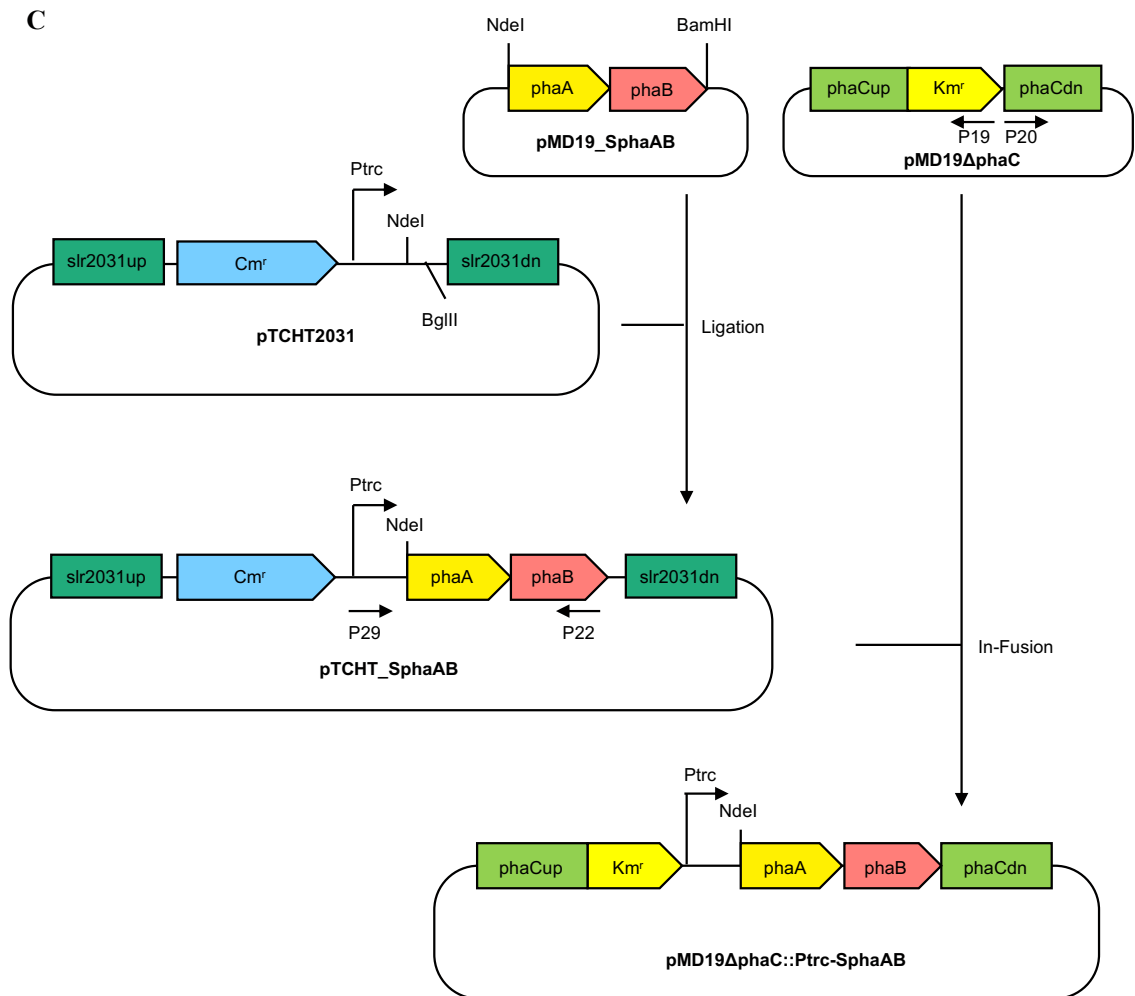 C
NdeI
BamHI
phaA
phaB
pMD19_SphaAB
phaCup
Kmʳ
phaCdn
P19
P20
pMD19ΔphaC
Ptrc
NdeI
slr2031up
Cmʳ
slr2031dn
BglII
pTCHT2031
Ligation
Ptrc
NdeI
slr2031up
Cmʳ
phaA
phaB
slr2031dn
P29
P22
pTCHT_SphaAB
In-Fusion
Ptrc
NdeI
phaCup
Kmʳ
phaA
phaB
phaCdn
pMD19ΔphaC::Ptrc-SphaAB